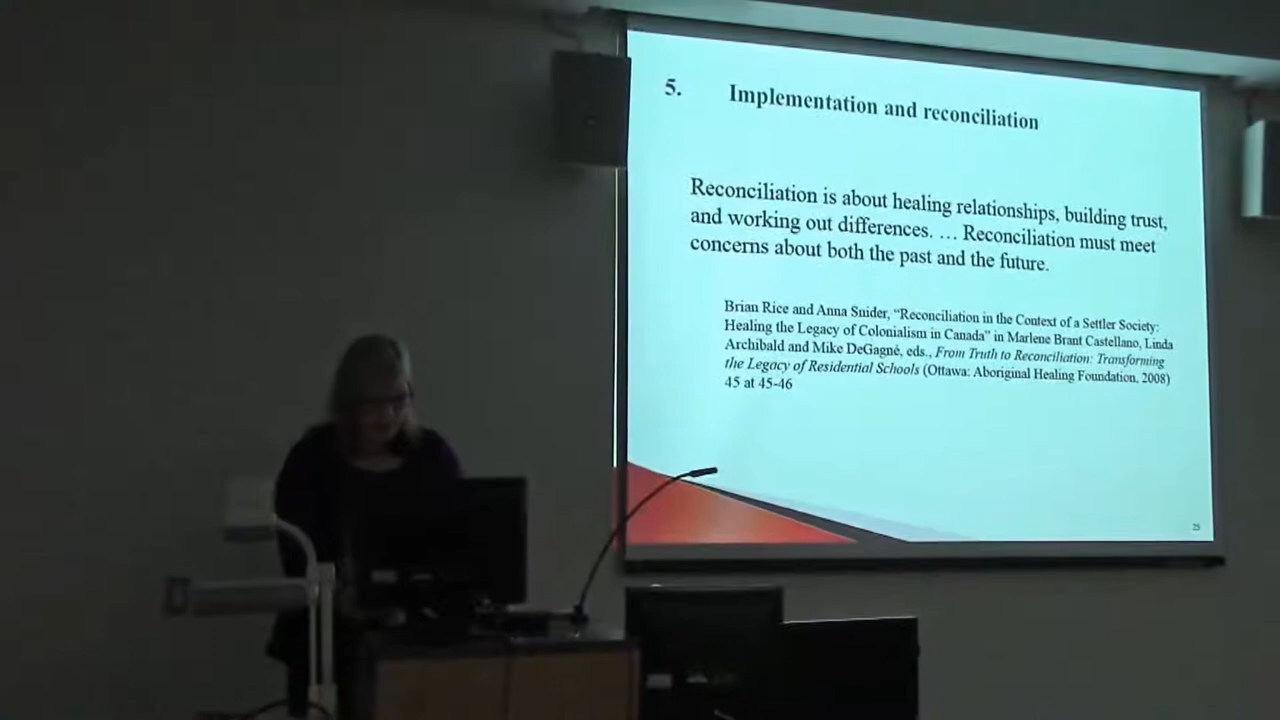 5. Implementation and reconciliation
Reconciliation is about healing relationships, building trust,
and working out differences. … Reconciliation must meet
concerns about both the past and the future.
Brian Rice and Anna Snider, “Reconciliation in the Context of a Settler Society:
Healing the Legacy of Colonialism in Canada” in Marlene Brant Castellano, Linda
Archibald and Mike DeGagné, eds., From Truth to Reconciliation: Transforming
the Legacy of Residential Schools (Ottawa: Aboriginal Healing Foundation, 2008)
45 at 45-46
25